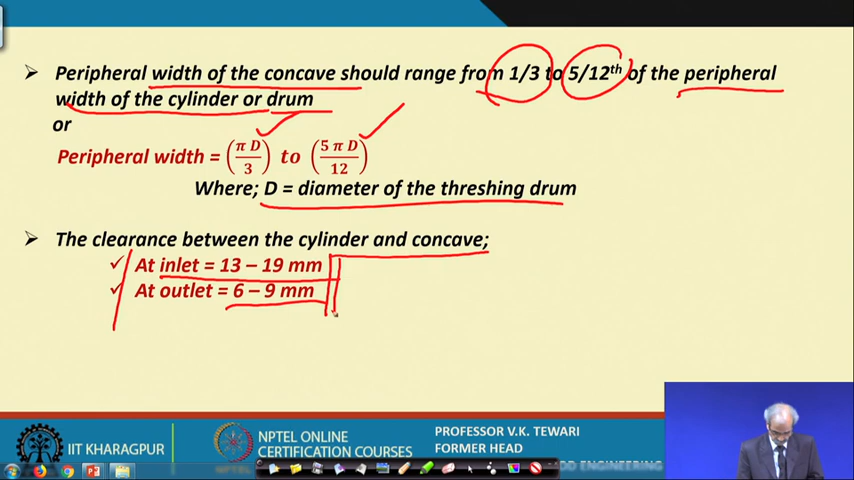 Peripheral width of the concave should range from 1/3 to 5/12th of the peripheral
width of the cylinder or drum
or
Peripheral width = (π D / 3) to (5 π D / 12)
Where; D = diameter of the threshing drum
The clearance between the cylinder and concave;
✓ At inlet = 13 – 19 mm
✓ At outlet = 6 – 9 mm
IIT KHARAGPUR
NPTEL ONLINE
CERTIFICATION COURSES
PROFESSOR V.K. TEWARI
FORMER HEAD
ENGINEERING